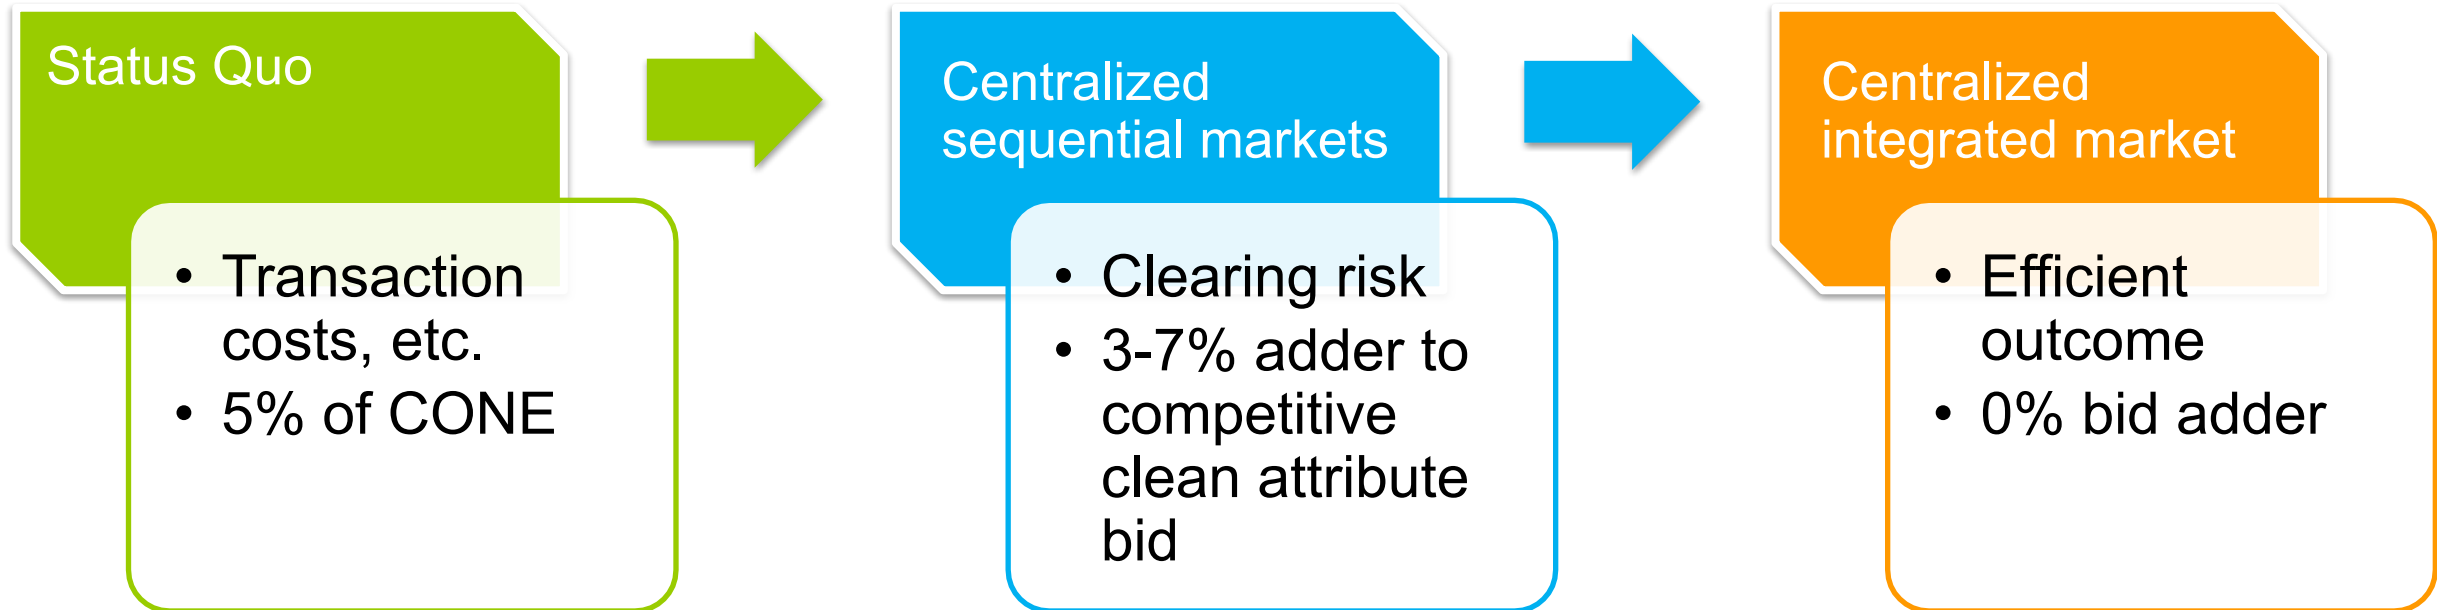 Status Quo
• Transaction
costs, etc.
• 5% of CONE
Centralized
sequential markets
• Clearing risk
• 3-7% adder to
competitive
clean attribute
bid
Centralized
integrated market
• Efficient
outcome
• 0% bid adder